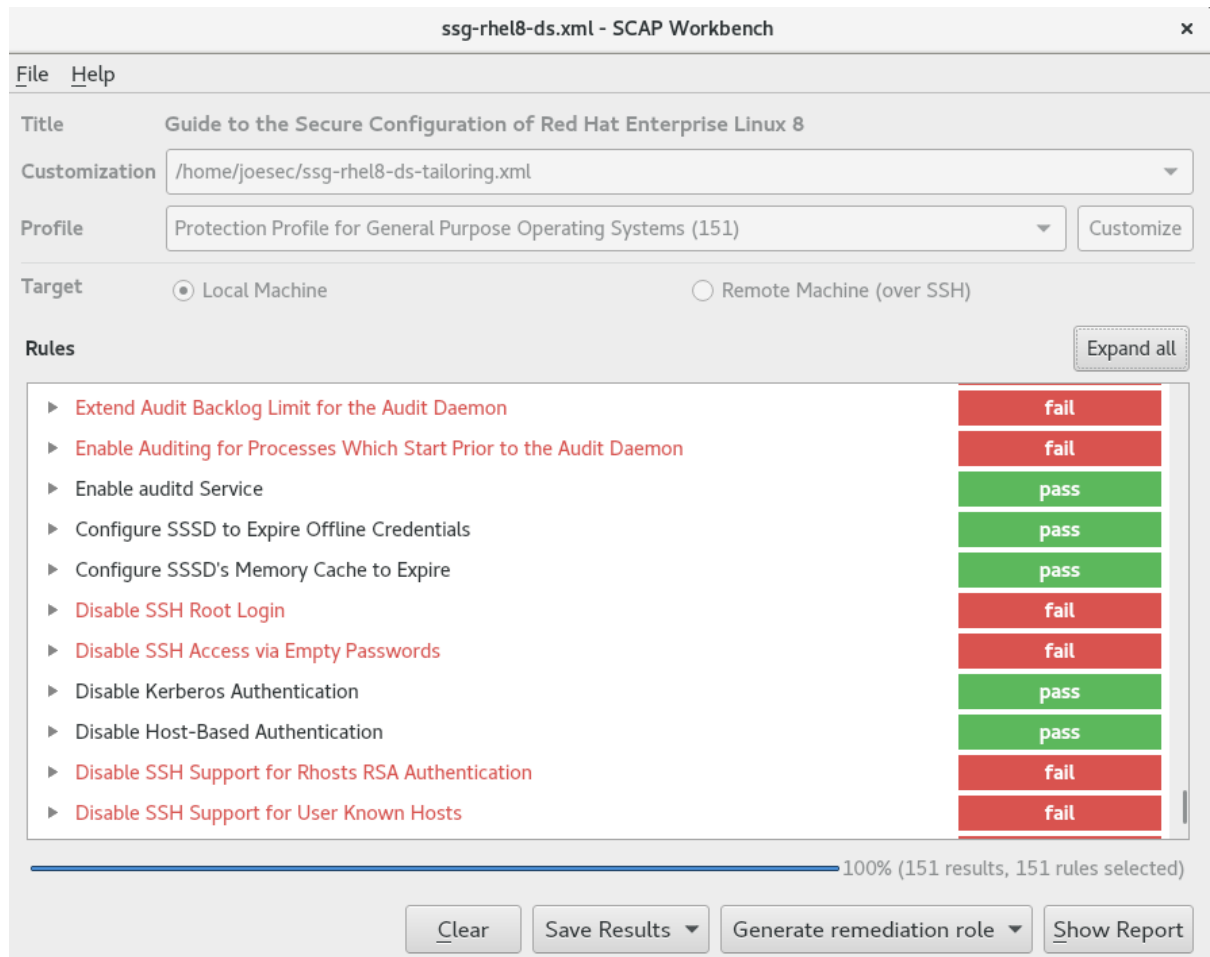 ssg-rhel8-ds.xml - SCAP Workbench ×
File Help
Title Guide to the Secure Configuration of Red Hat Enterprise Linux 8
Customization /home/joesec/ssg-rhel8-ds-tailoring.xml
Profile Protection Profile for General Purpose Operating Systems (151) Customize
Target Local Machine Remote Machine (over SSH)
Rules Expand all
Extend Audit Backlog Limit for the Audit Daemon fail
Enable Auditing for Processes Which Start Prior to the Audit Daemon fail
Enable auditd Service pass
Configure SSSD to Expire Offline Credentials pass
Configure SSSD's Memory Cache to Expire pass
Disable SSH Root Login fail
Disable SSH Access via Empty Passwords fail
Disable Kerberos Authentication pass
Disable Host-Based Authentication pass
Disable SSH Support for Rhosts RSA Authentication fail
Disable SSH Support for User Known Hosts fail
100% (151 results, 151 rules selected)
Clear Save Results Generate remediation role Show Report